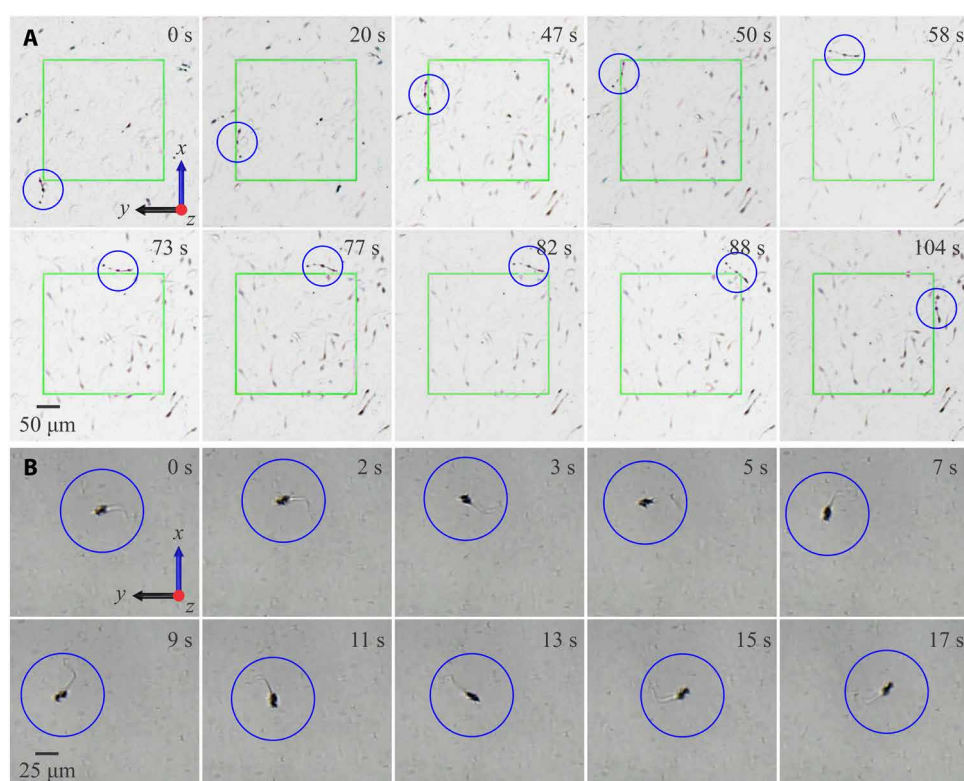 A 0 s 20 s 47 s 50 s 58 s
x
y
z
73 s 77 s 82 s 88 s 104 s
50 μm
B 0 s 2 s 3 s 5 s 7 s
x
y
z
9 s 11 s 13 s 15 s 17 s
25 μm